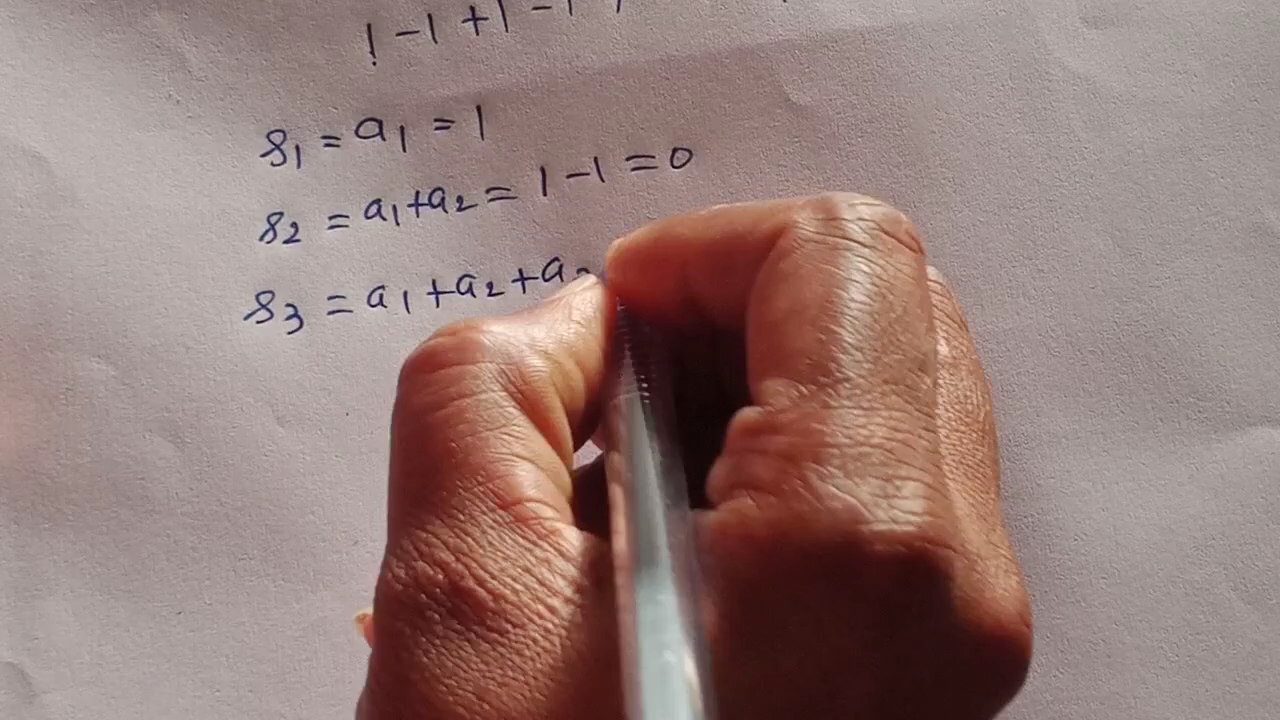 1-1+1-1
s1 = a1 = 1
s2 = a1+a2 = 1-1 = 0
s3 = a1+a2+a